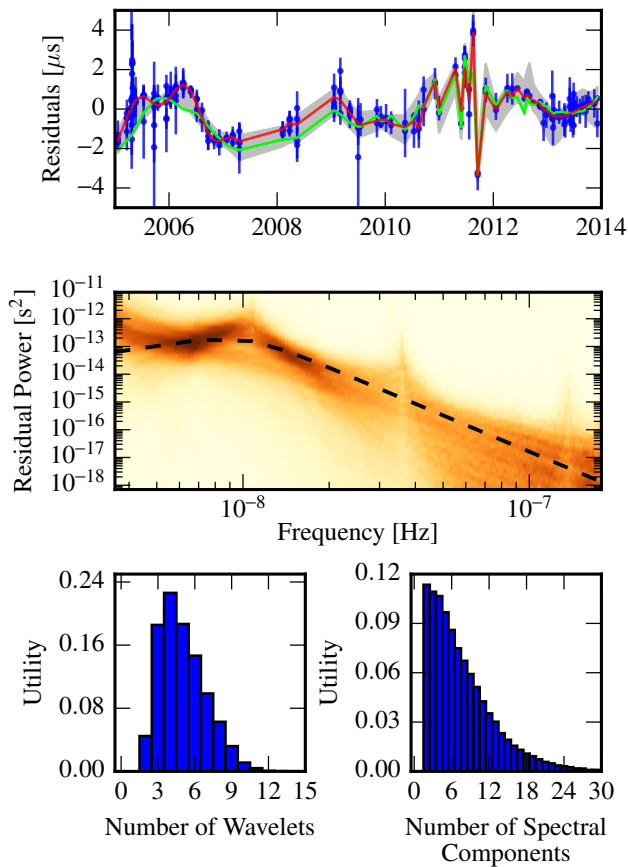 Residuals [μs]
4
2
0
−2
−4
2006 2008 2010 2012 2014
Residual Power [s²]
10⁻¹¹
10⁻¹²
10⁻¹³
10⁻¹⁴
10⁻¹⁵
10⁻¹⁶
10⁻¹⁷
10⁻¹⁸
10⁻⁸ 10⁻⁷
Frequency [Hz]
Utility
0.24
0.16
0.08
0.00
0 3 6 9 12 15
Number of Wavelets
Utility
0.12
0.09
0.06
0.03
0.00
0 6 12 18 24 30
Number of Spectral
Components